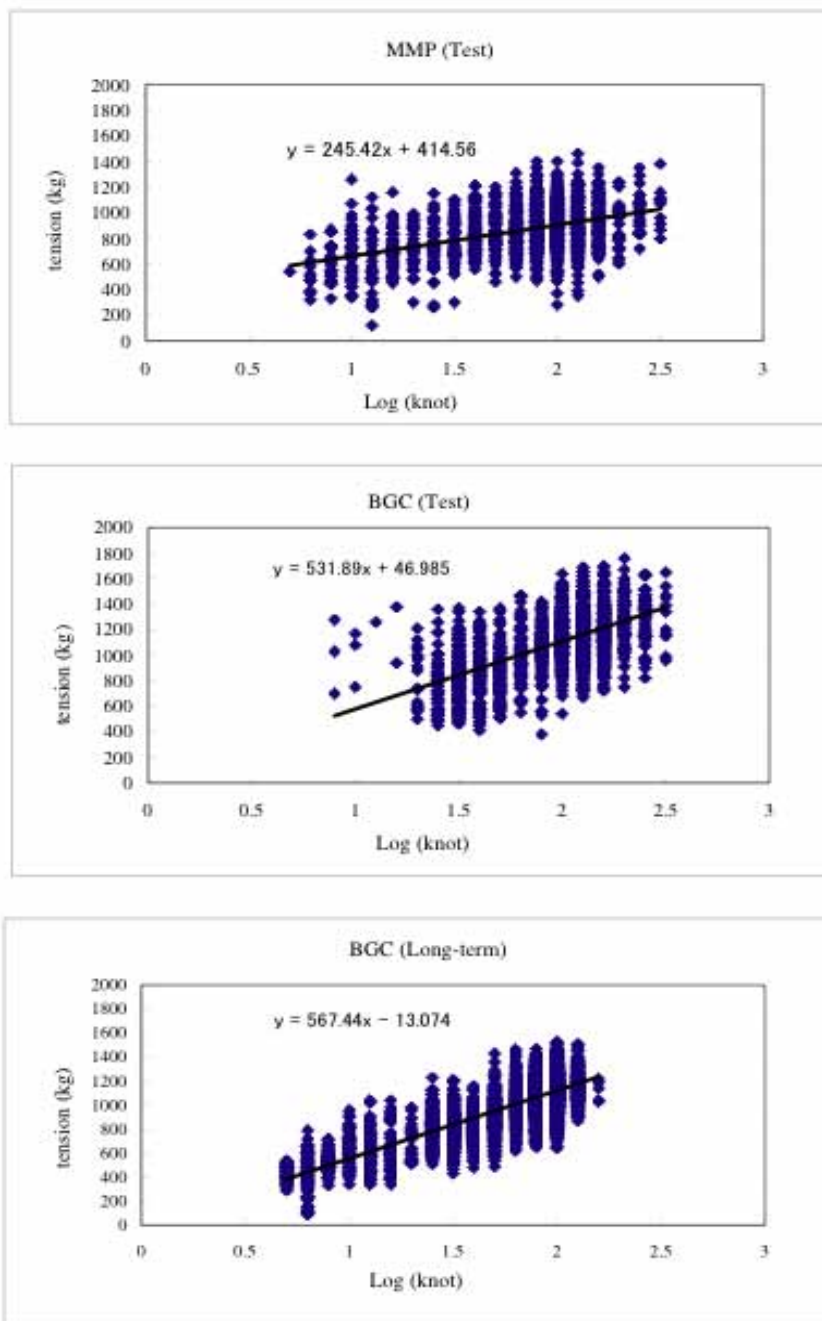 MMP (Test)
y = 245.42x + 414.56
tension (kg)
2000
1800
1600
1400
1200
1000
800
600
400
200
0
0 0.5 1 1.5 2 2.5 3
Log (knot)
BGC (Test)
y = 531.89x + 46.985
tension (kg)
2000
1800
1600
1400
1200
1000
800
600
400
200
0
0 0.5 1 1.5 2 2.5 3
Log (knot)
BGC (Long-term)
y = 567.44x − 13.074
tension (kg)
2000
1800
1600
1400
1200
1000
800
600
400
200
0
0 0.5 1 1.5 2 2.5 3
Log (knot)